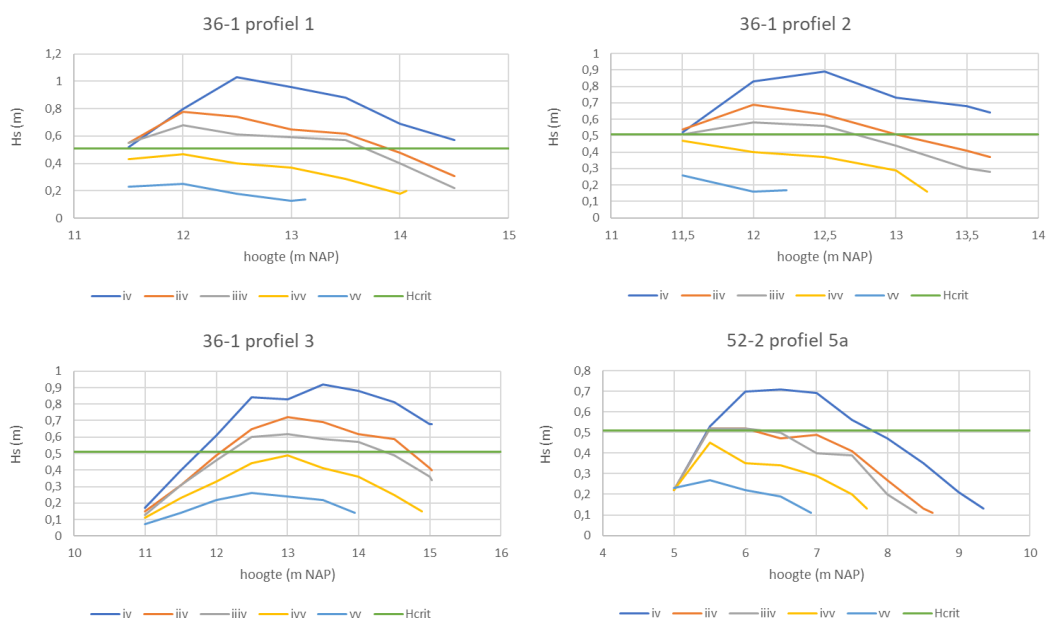 36-1 profiel 1
1,2
1
0,8
0,6
0,4
0,2
0
Hs (m)
11 12 13 14 15
hoogte (m NAP)
iv iiv iiiv ivv vv Hcrit
36-1 profiel 2
1
0,9
0,8
0,7
0,6
0,5
0,4
0,3
0,2
0,1
0
Hs (m)
11 11,5 12 12,5 13 13,5 14
hoogte (m NAP)
iv iiv iiiv ivv vv Hcrit
36-1 profiel 3
1
0,9
0,8
0,7
0,6
0,5
0,4
0,3
0,2
0,1
0
Hs (m)
10 11 12 13 14 15 16
hoogte (m NAP)
iv iiv iiiv ivv vv Hcrit
52-2 profiel 5a
0,8
0,7
0,6
0,5
0,4
0,3
0,2
0,1
0
Hs (m)
4 5 6 7 8 9 10
hoogte (m NAP)
iv iiv iiiv ivv vv Hcrit